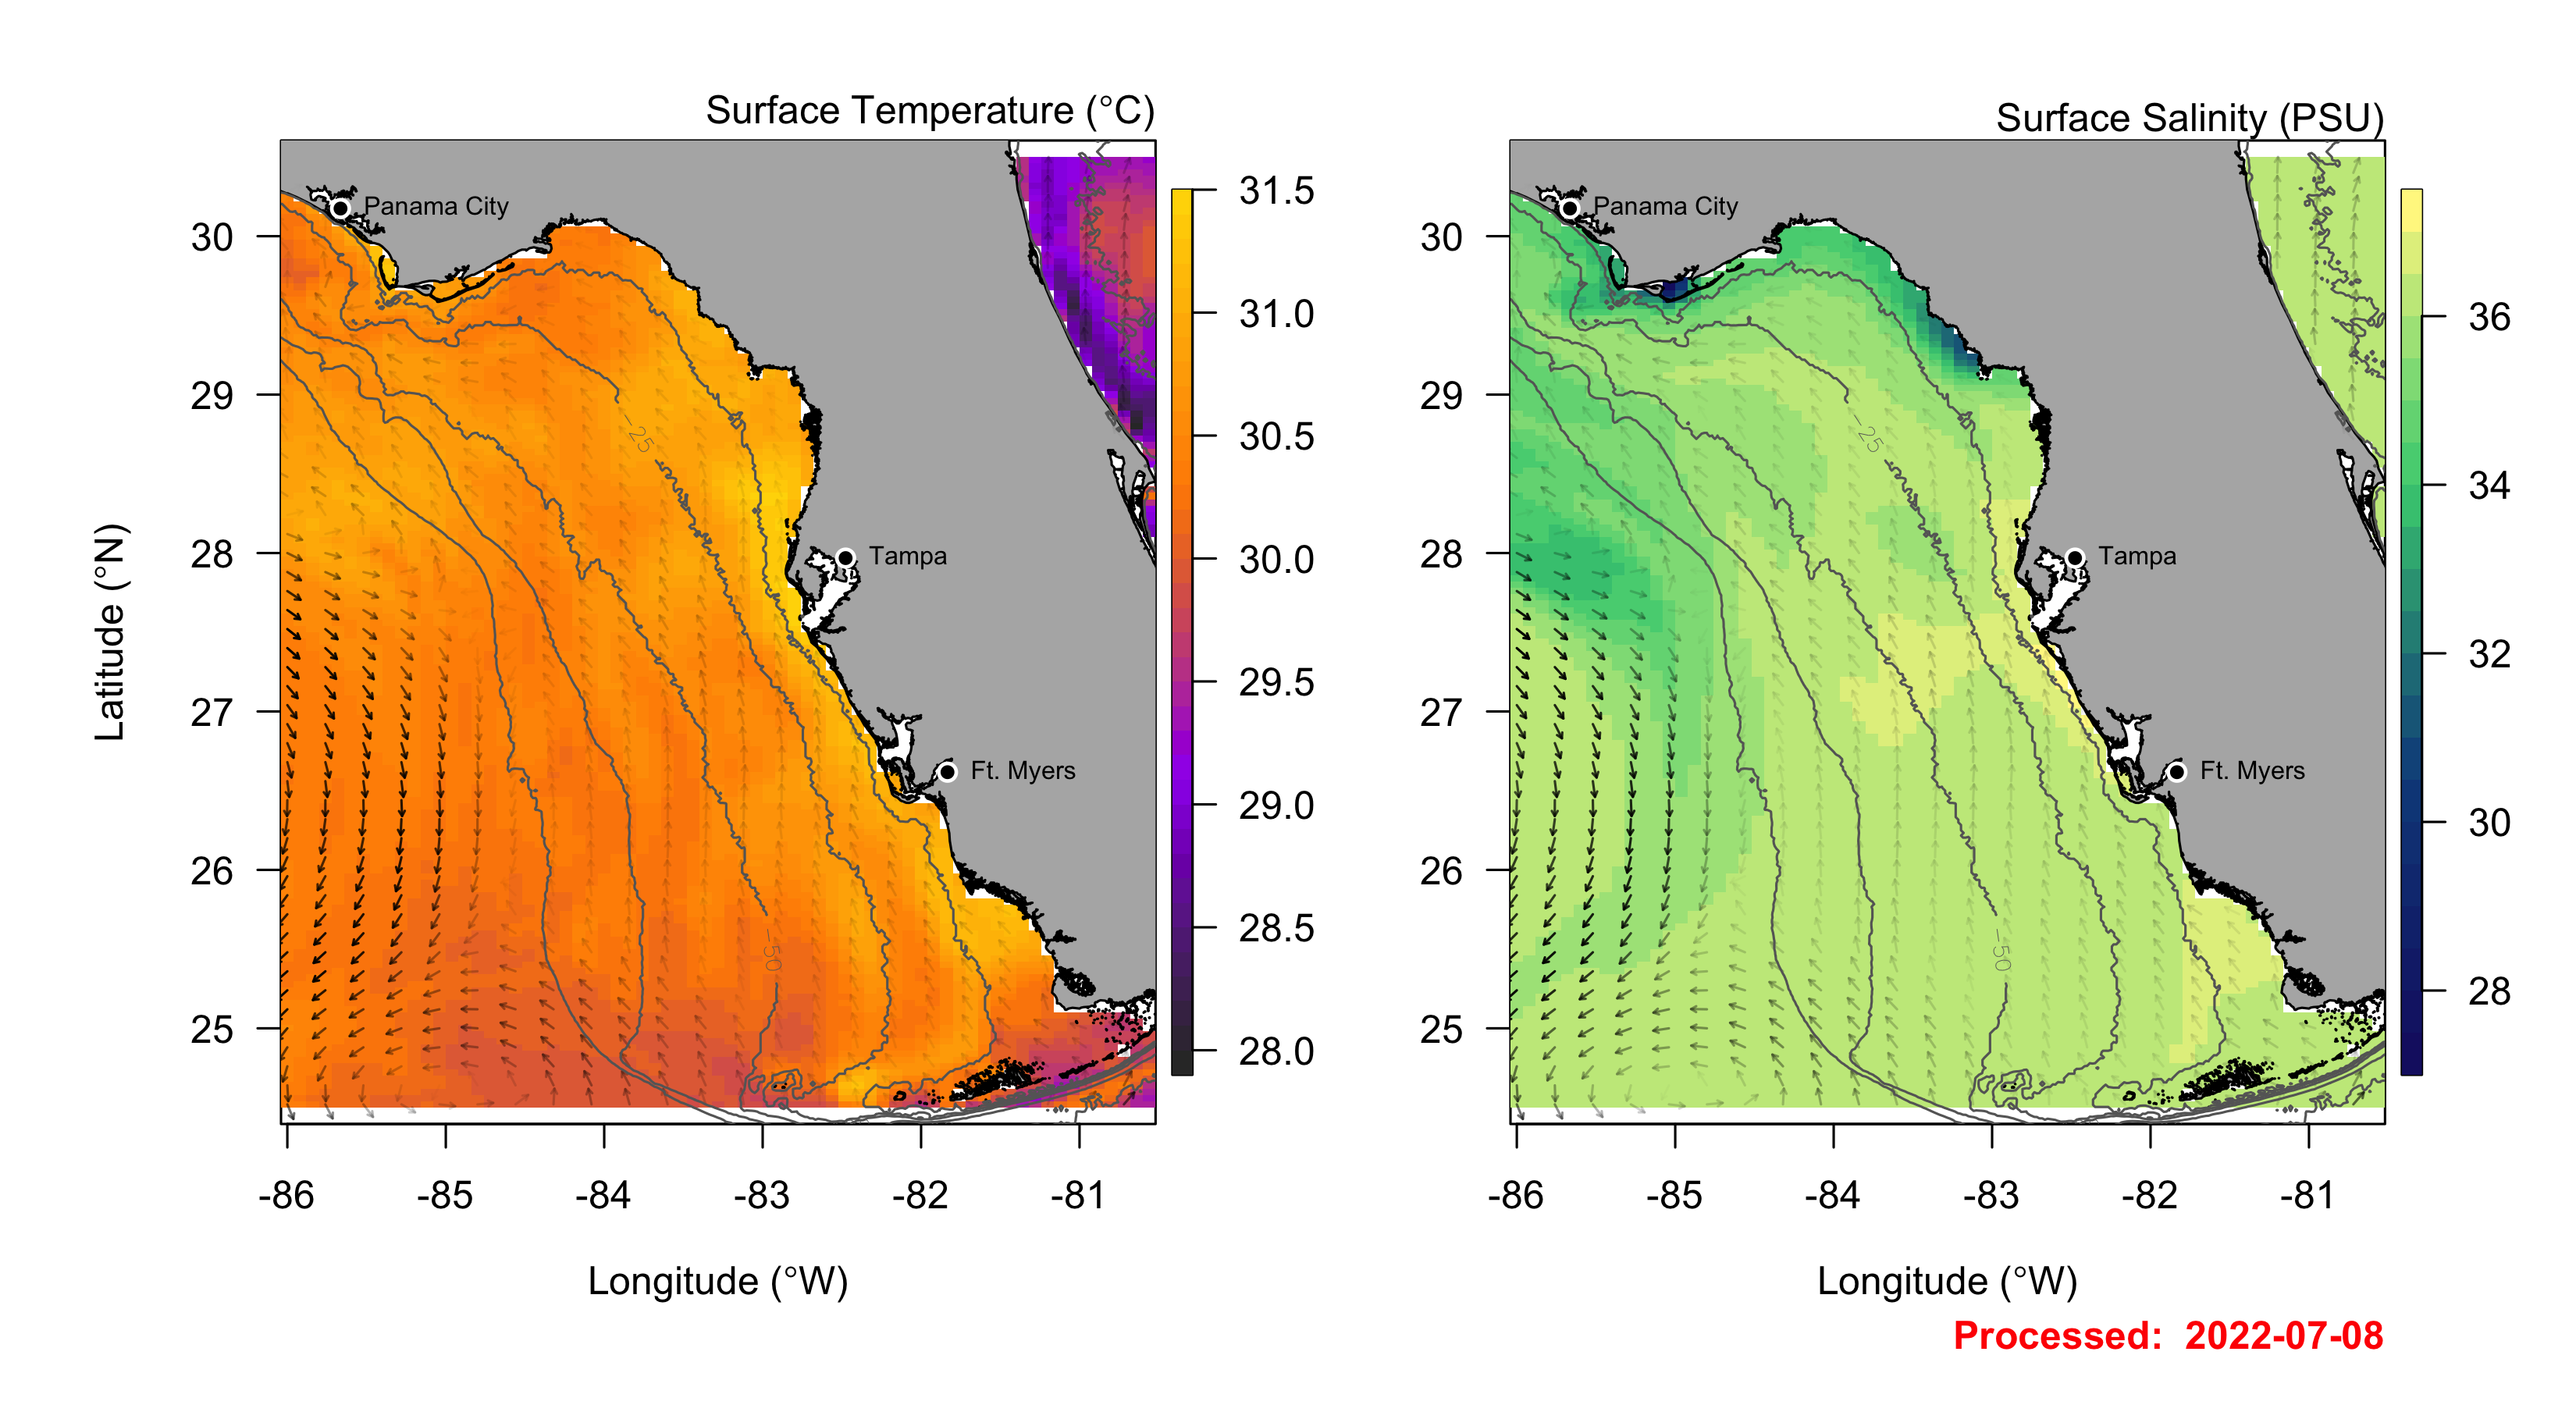 Surface Temperature (°C)
Panama City
Tampa
Ft. Myers
-25
-50
30
29
28
27
26
25
Latitude (°N)
-86 -85 -84 -83 -82 -81
Longitude (°W)
31.5
31.0
30.5
30.0
29.5
29.0
28.5
28.0
Surface Salinity (PSU)
Panama City
Tampa
Ft. Myers
-25
-50
30
29
28
27
26
25
-86 -85 -84 -83 -82 -81
Longitude (°W)
36
34
32
30
28
Processed: 2022-07-08